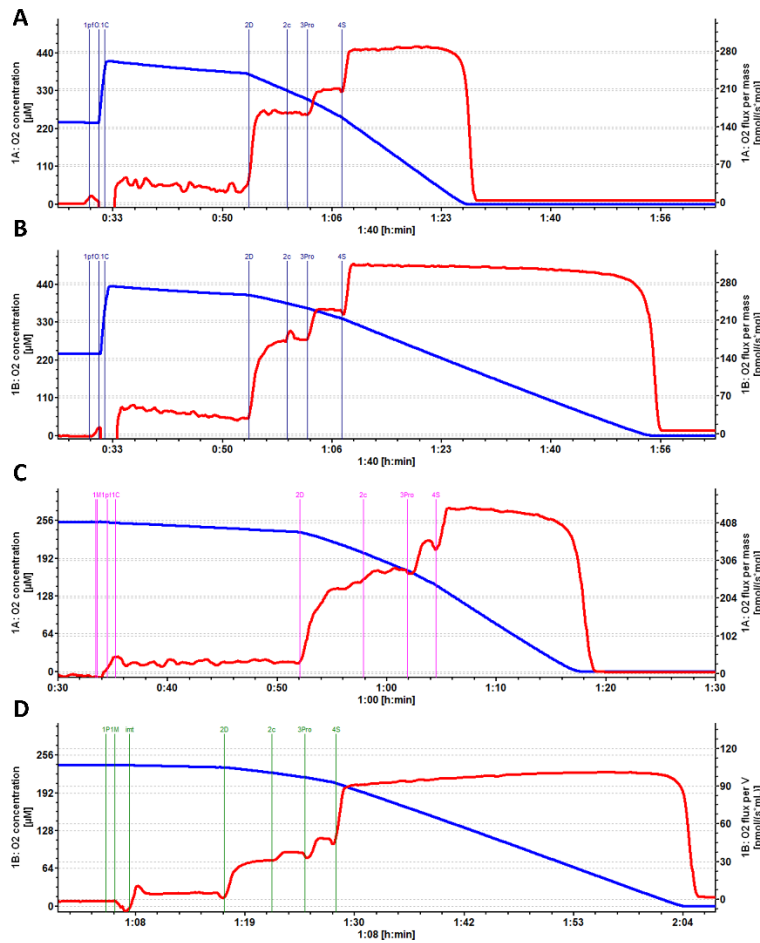 A
1pfO:1C 2D 2c 3Pro 4S
440
330
220
110
0
1A: O2 concentration
[µM]
280
210
140
70
0
1A: O2 flux per mass
[pmol/(s*mg)]
0:33 0:50 1:06 1:23 1:40 1:56
1:40 [h:min]
B
1pfO:1C 2D 2c 3Pro 4S
440
330
220
110
0
1B: O2 concentration
[µM]
280
210
140
70
0
1B: O2 flux per mass
0:33 0:50 1:06 1:23 1:40 1:56
1:40 [h:min]
C
2D 2c 3Pro 4S
256
192
128
64
0
1A: O2 concentration
[µM]
408
306
204
102
0
1A: O2 flux per mass
0:30 0:40 0:50 1:00 1:10 1:20 1:30
1:00 [h:min]
D
1P1M imt 2D 2c 3Pro 4S
256
192
128
64
0
1B: O2 concentration
[µM]
120
90
60
30
0
1B: O2 flux per V
[pmol/(s*mL)]
1:08 1:19 1:30 1:42 1:53 2:04
1:08 [h:min]